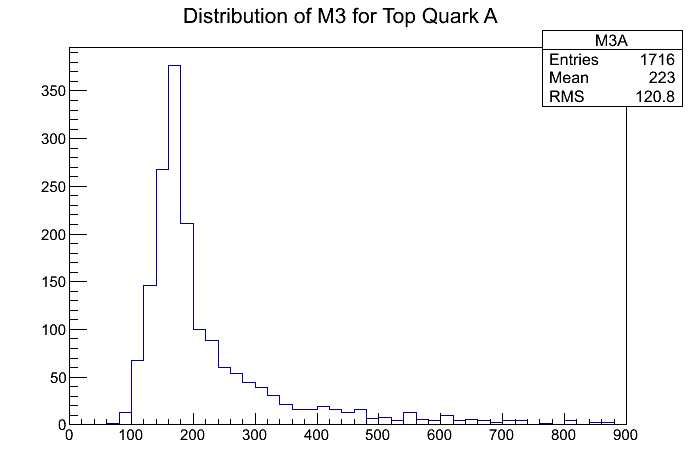 Distribution of M3 for Top Quark A
M3A
Entries 1716
Mean 223
RMS 120.8
350
300
250
200
150
100
50
0
0 100 200 300 400 500 600 700 800 900